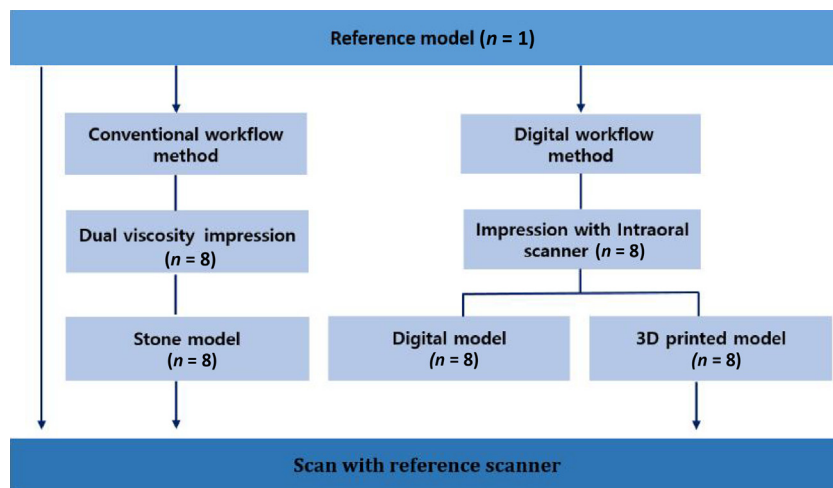 Reference model (n = 1)
Conventional workflow
method
Digital workflow
method
Dual viscosity impression
(n = 8)
Impression with Intraoral
scanner (n = 8)
Stone model
(n = 8)
Digital model
(n = 8)
3D printed model
(n = 8)
Scan with reference scanner